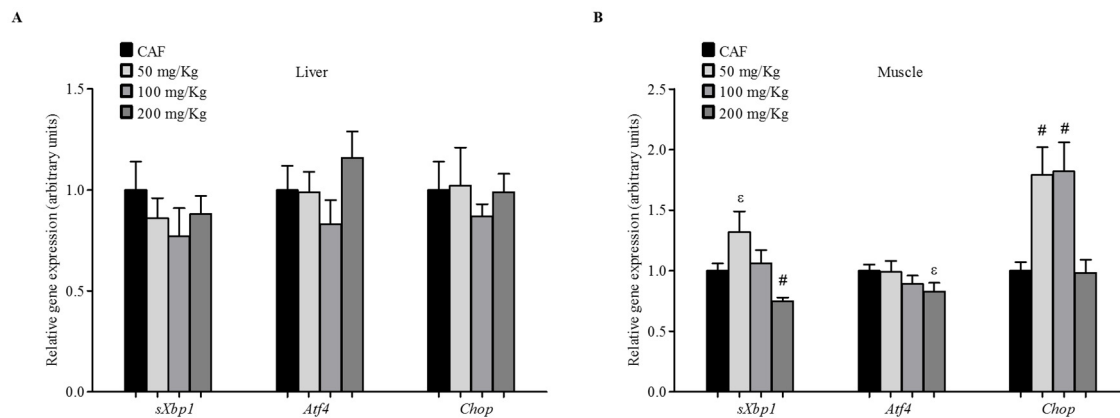 A
CAF
50 mg/Kg
100 mg/Kg
200 mg/Kg
Liver
Relative gene expression (arbitrary units)
1.5
1.0
0.5
0.0
sXbp1
Atf4
Chop
B
CAF
50 mg/Kg
100 mg/Kg
200 mg/Kg
Muscle
Relative gene expression (arbitrary units)
2.5
2.0
1.5
1.0
0.5
0.0
ε
#
ε
#
#
sXbp1
Atf4
Chop